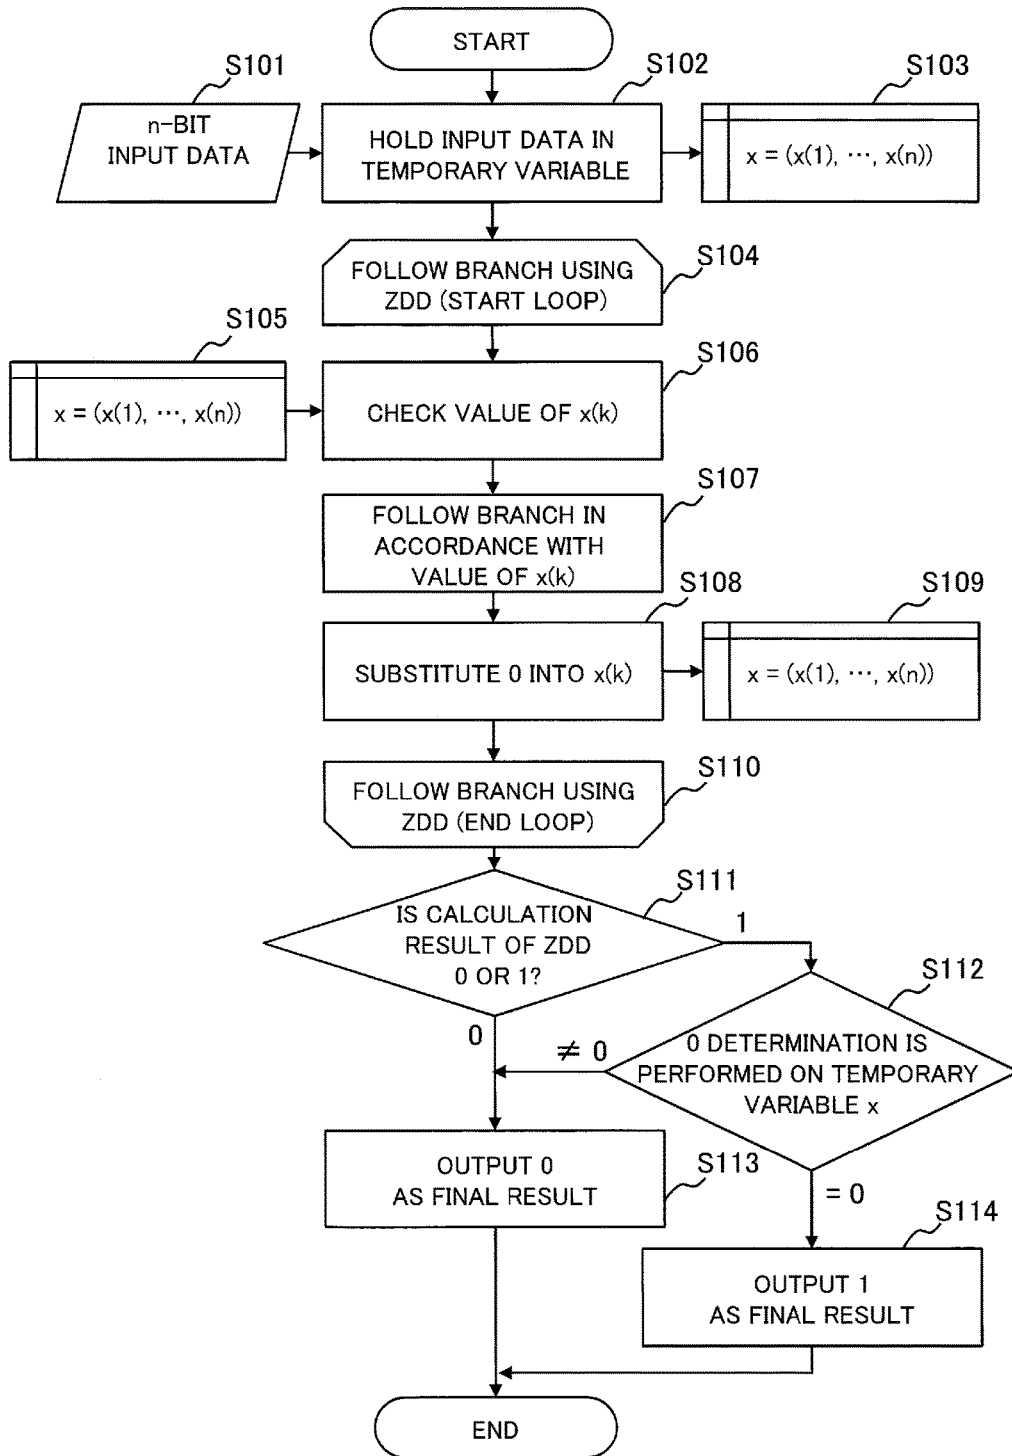 START
S101
S102
S103
n-BIT
INPUT DATA
HOLD INPUT DATA IN
TEMPORARY VARIABLE
x = (x(1), ⋯, x(n))
S104
FOLLOW BRANCH USING
ZDD (START LOOP)
S105
S106
x = (x(1), ⋯, x(n))
CHECK VALUE OF x(k)
S107
FOLLOW BRANCH IN
ACCORDANCE WITH
VALUE OF x(k)
S108
S109
SUBSTITUTE 0 INTO x(k)
x = (x(1), ⋯, x(n))
S110
FOLLOW BRANCH USING
ZDD (END LOOP)
S111
IS CALCULATION
RESULT OF ZDD
0 OR 1?
1
0
S112
≠ 0
0 DETERMINATION IS
PERFORMED ON TEMPORARY
VARIABLE x
S113
OUTPUT 0
AS FINAL RESULT
= 0
S114
OUTPUT 1
AS FINAL RESULT
END